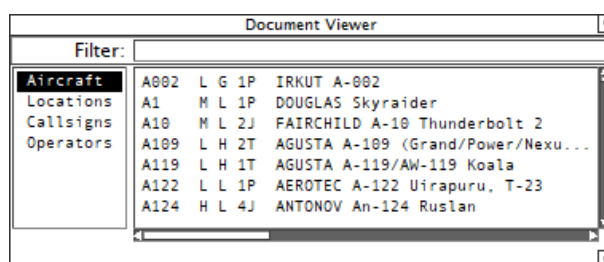 Document Viewer
Filter:
Aircraft
Locations
Callsigns
Operators
A002 L G 1P IRKUT A-002
A1 M L 1P DOUGLAS Skyraider
A10 M L 2J FAIRCHILD A-10 Thunderbolt 2
A109 L H 2T AGUSTA A-109 (Grand/Power/Nexu...
A119 L H 1T AGUSTA A-119/AW-119 Koala
A122 L L 1P AEROTEC A-122 Uirapuru, T-23
A124 H L 4J ANTONOV An-124 Ruslan